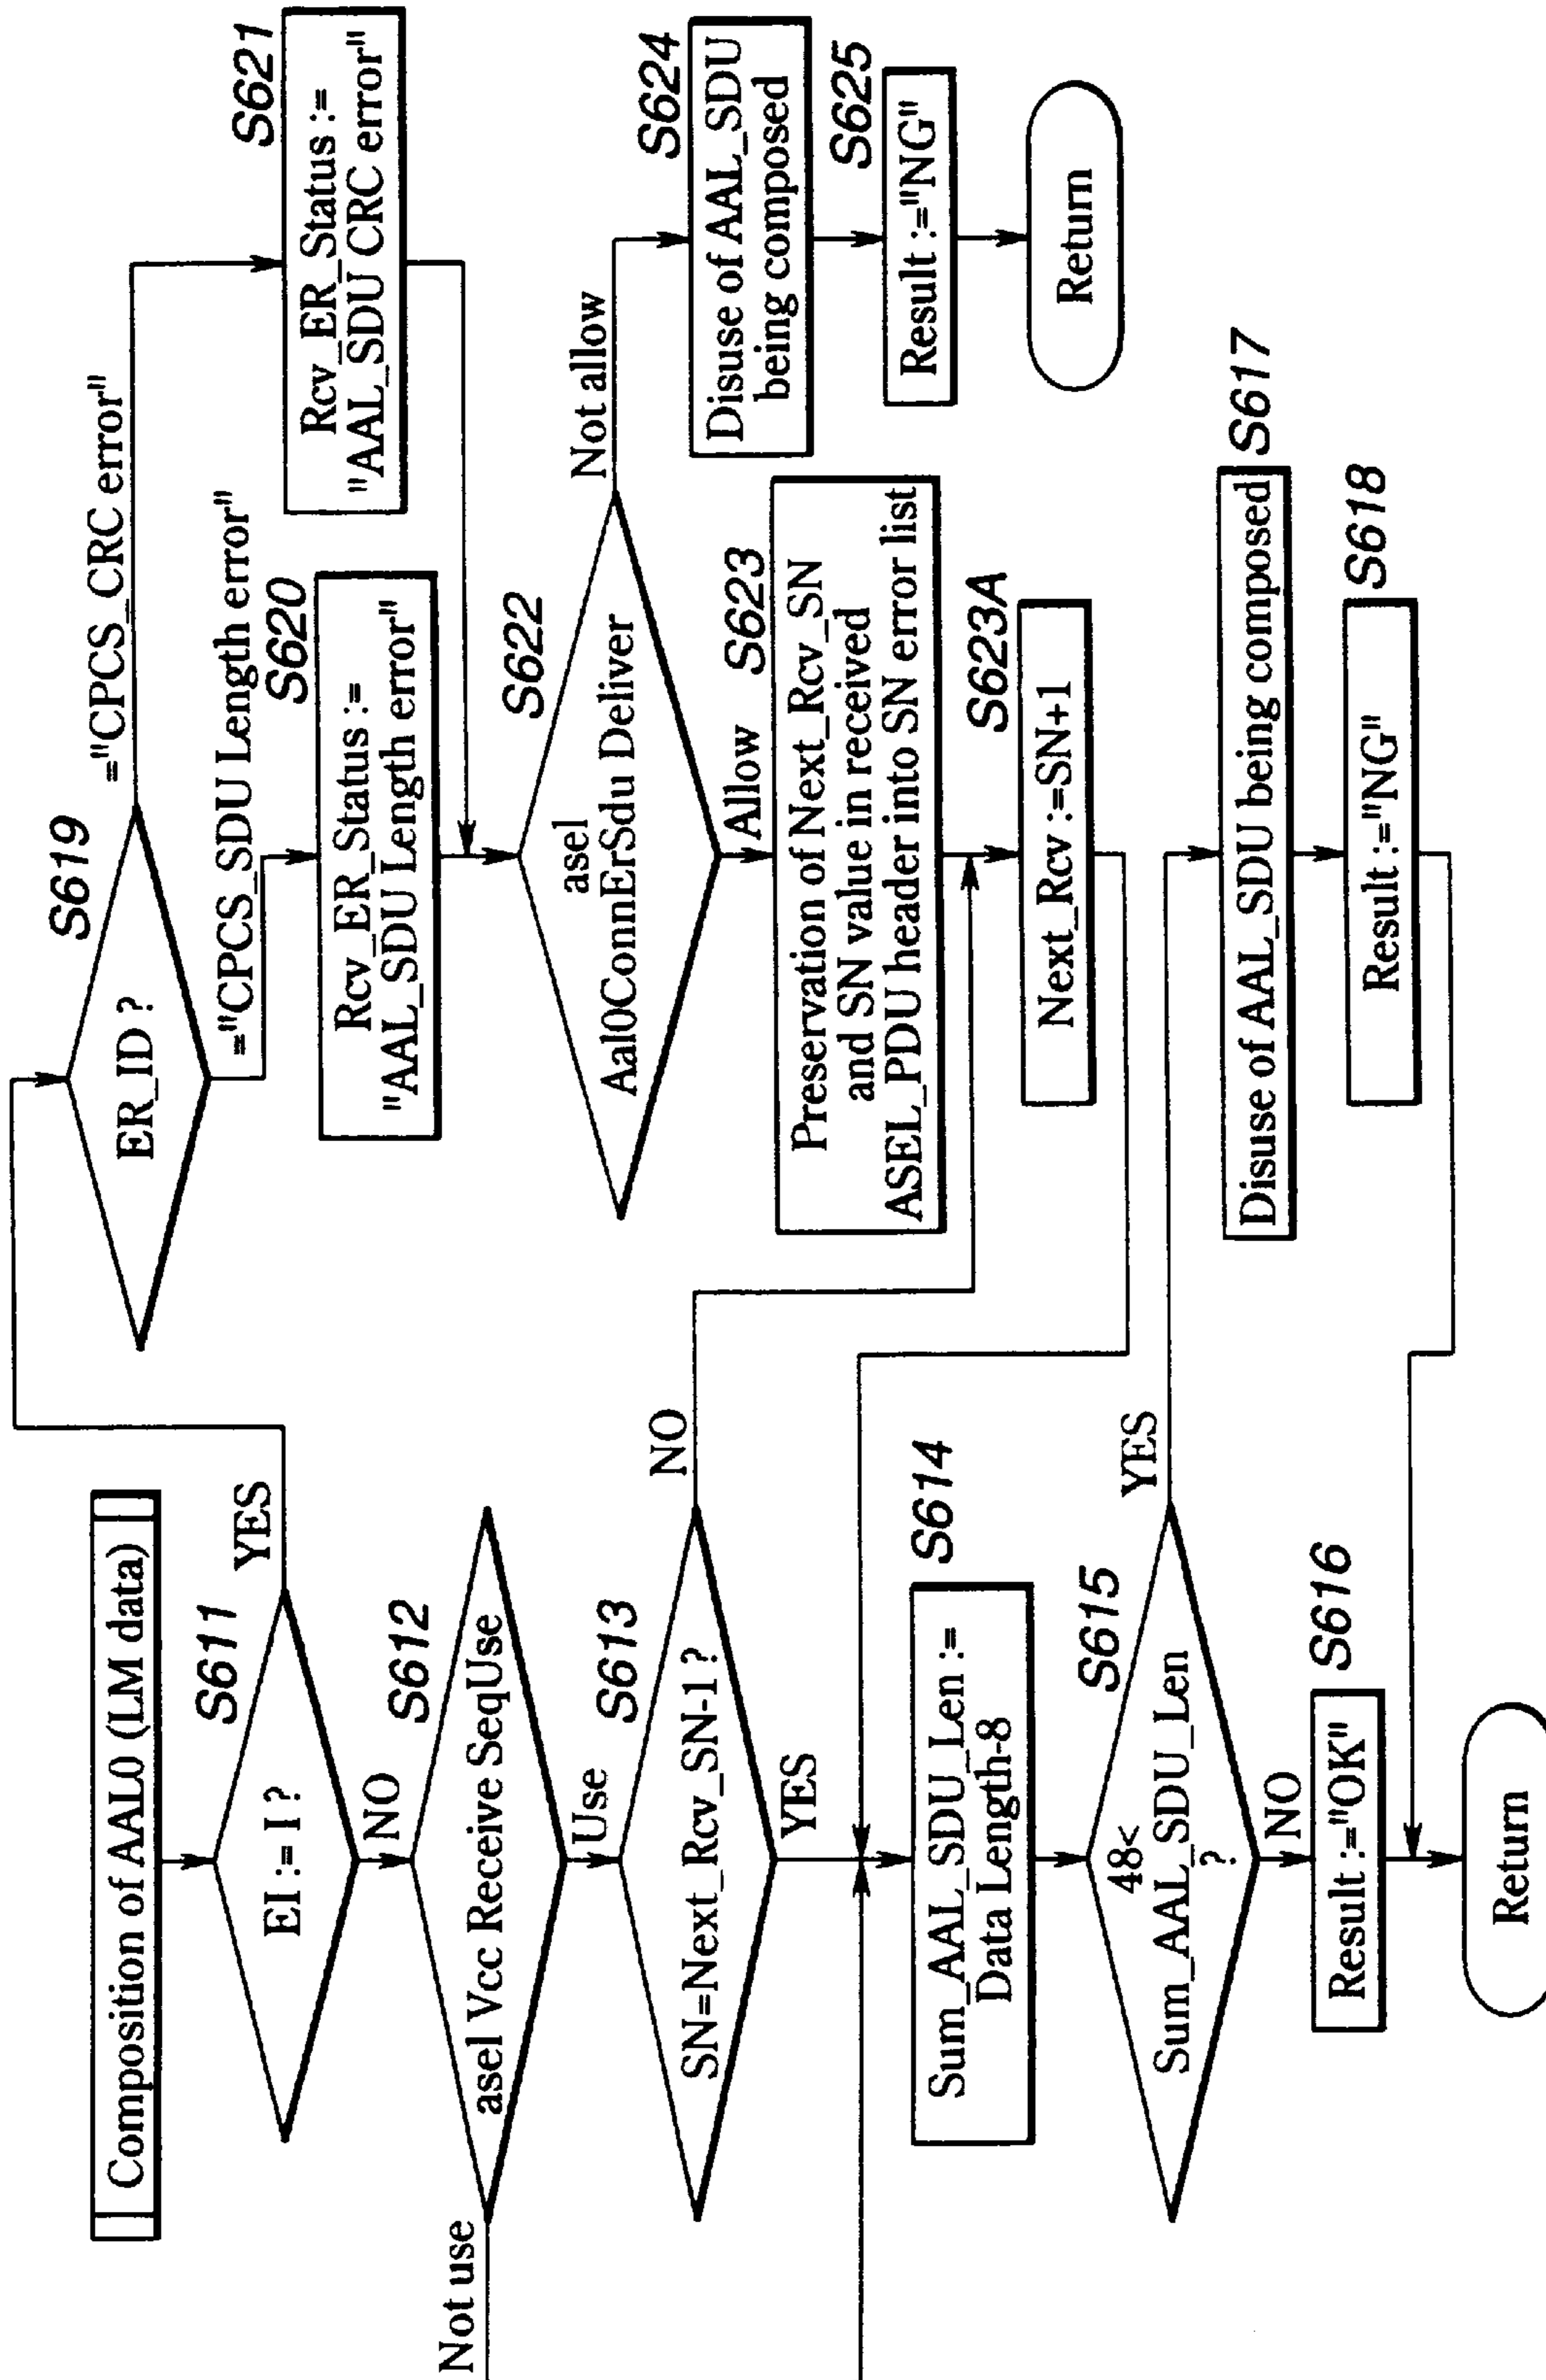 Composition of AAL0 (LM data)
S611
EI := I ?
YES
NO
S612
asel Vcc Receive SeqUse
Not use
Use
S613
SN=Next_Rcv_SN-1 ?
NO
YES
S614
Sum_AAL_SDU_Len :=
Data Length-8
S615
48<
Sum_AAL_SDU_Len
?
YES
NO
S616
Result :="OK"
Return
S619
ER_ID ?
="CPCS_CRC error"
="CPCS_SDU Length error"
S620
Rcv_ER_Status :=
"AAL_SDU Length error"
S621
Rcv_ER_Status :=
"AAL_SDU CRC error"
S622
asel
Aal0ConnErSdu Deliver
Not allow
Allow
S623
Preservation of Next_Rcv_SN
and SN value in received
ASEL_PDU header into SN error list
S623A
Next_Rcv :=SN+1
S624
Disuse of AAL_SDU
being composed
S625
Result :="NG"
Return
S617
Disuse of AAL_SDU being composed
S618
Result :="NG"